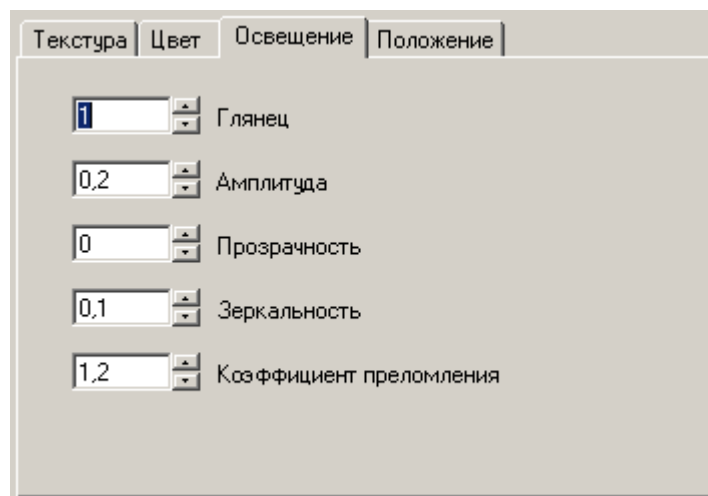 Текстура Цвет Освещение Положение
1 Глянец
0,2 Амплитуда
0 Прозрачность
0,1 Зеркальность
1,2 Коэффициент преломления